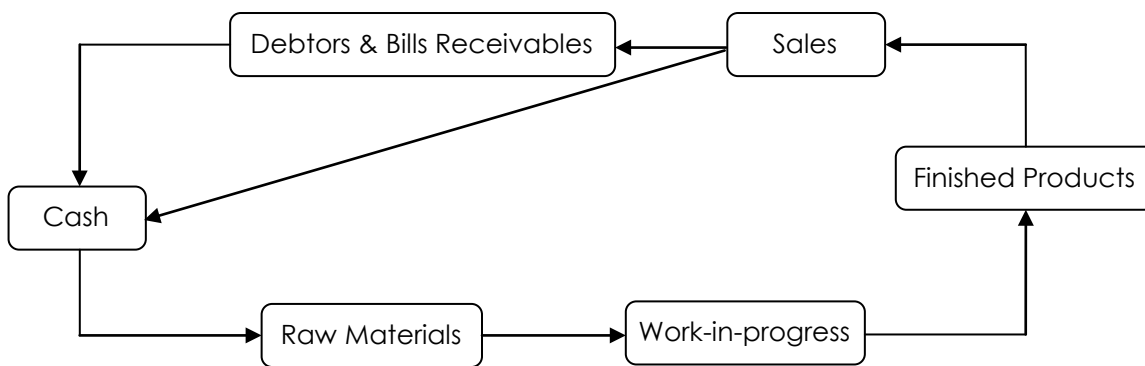 Debtors & Bills Receivables
Sales
Finished Products
Cash
Raw Materials
Work-in-progress